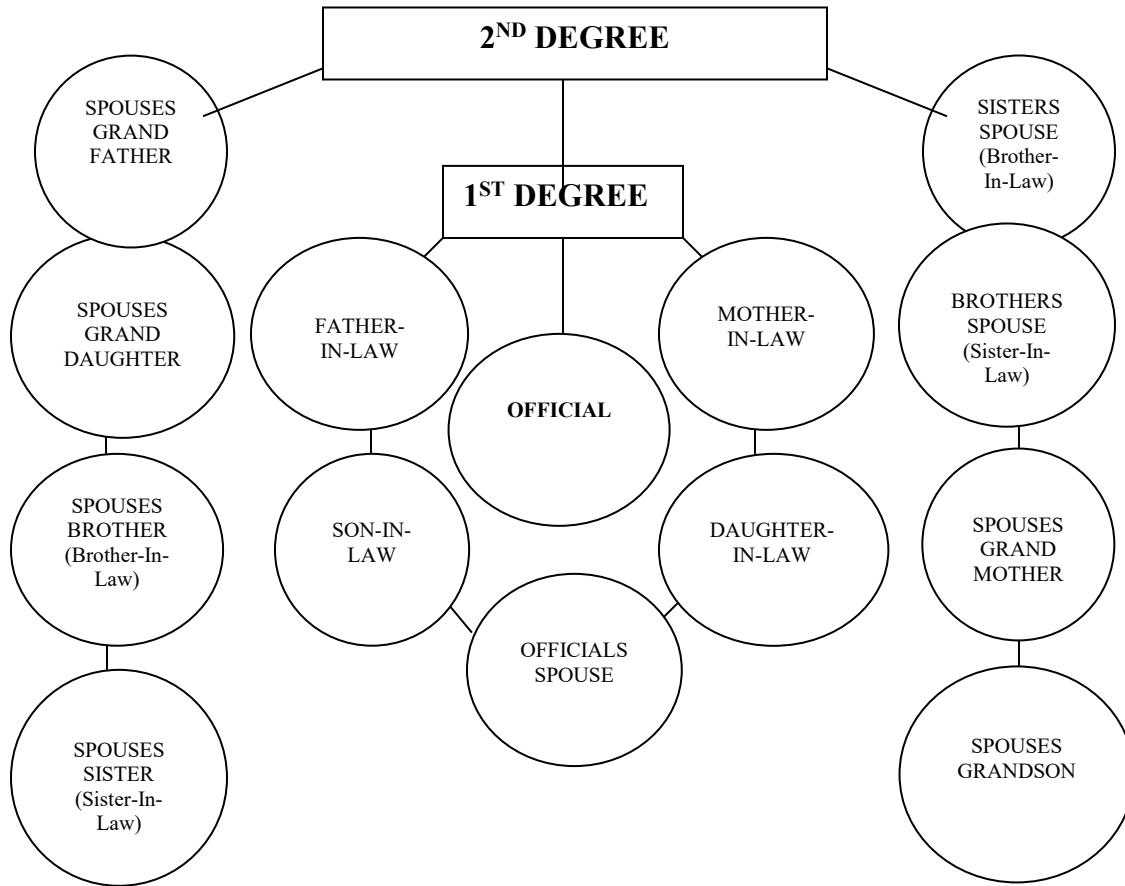 2ND DEGREE
SPOUSES
GRAND
FATHER
SISTERS
SPOUSE
(Brother-
In-Law)
1ST DEGREE
SPOUSES
GRAND
DAUGHTER
FATHER-
IN-LAW
MOTHER-
IN-LAW
BROTHERS
SPOUSE
(Sister-In-
Law)
OFFICIAL
SPOUSES
BROTHER
(Brother-In-
Law)
SON-IN-
LAW
DAUGHTER-
IN-LAW
SPOUSES
GRAND
MOTHER
OFFICIALS
SPOUSE
SPOUSES
SISTER
(Sister-In-
Law)
SPOUSES
GRANDSON